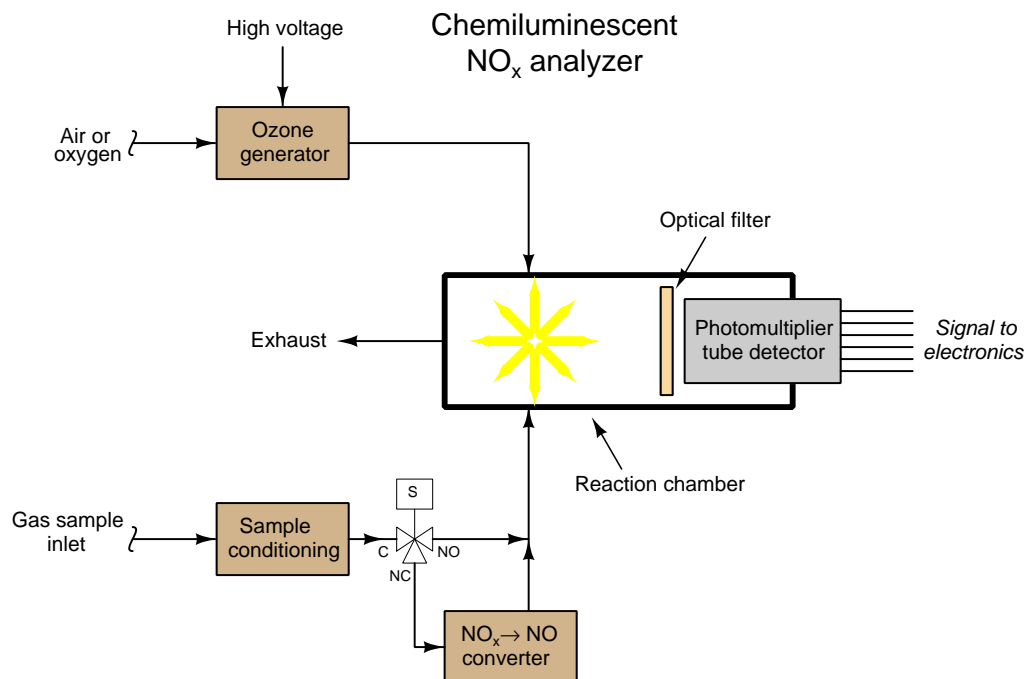 Chemiluminescent
NOx analyzer
High voltage
Air or
oxygen
Ozone
generator
Optical filter
Exhaust
Photomultiplier
tube detector
Signal to
electronics
Reaction chamber
Gas sample
inlet
Sample
conditioning
S
C
NO
NC
NOx → NO
converter